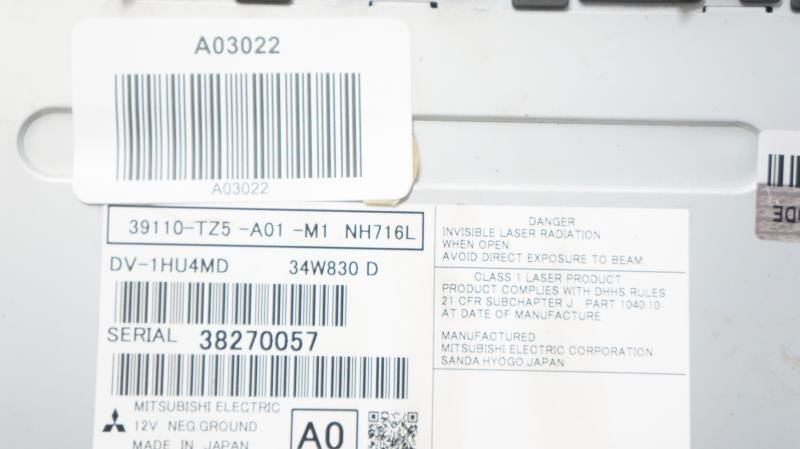 A03022
A03022
39110-TZ5-A01-M1 NH716L
DV-1HU4MD 34W830 D
SERIAL 38270057
MITSUBISHI ELECTRIC
12V NEG.GROUND
MADE IN JAPAN
A0
DANGER
INVISIBLE LASER RADIATION
WHEN OPEN
AVOID DIRECT EXPOSURE TO BEAM
CLASS 1 LASER PRODUCT
PRODUCT COMPLIES WITH DHHS RULES
21 CFR SUBCHAPTER J PART 1040·10
AT DATE OF MANUFACTURE
MANUFACTURED
MITSUBISHI ELECTRIC CORPORATION
SANDA,HYOGO,JAPAN